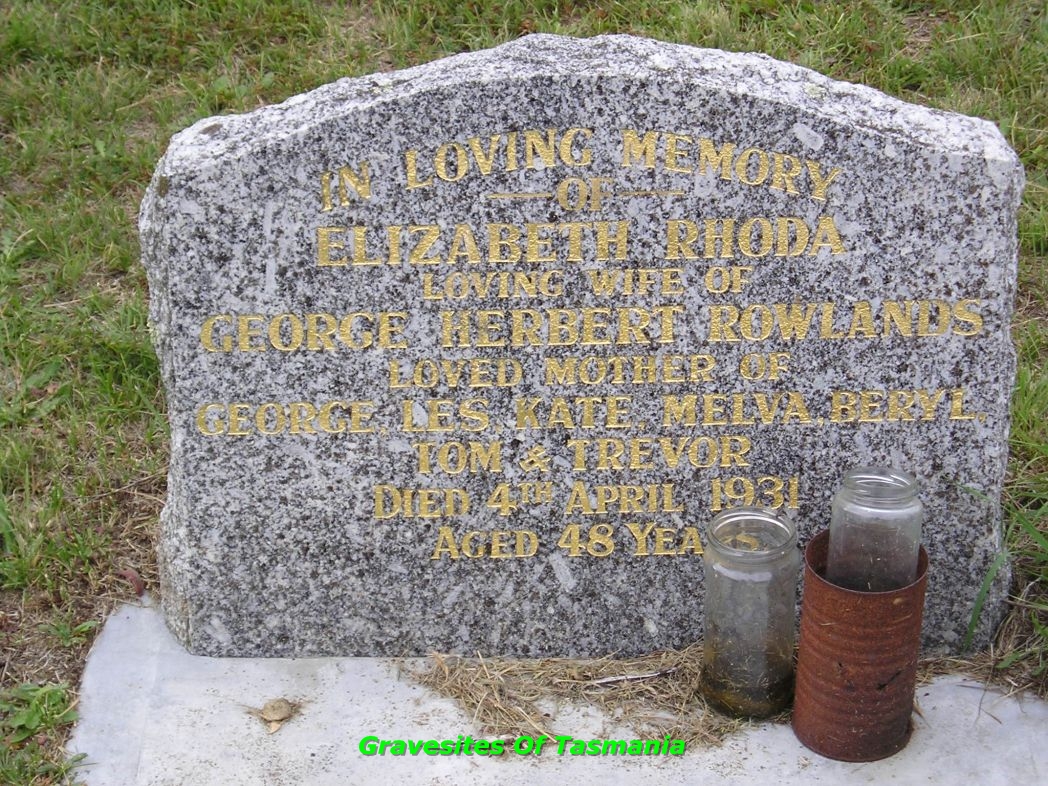 IN LOVING MEMORY
OF
ELIZABETH RHODA
LOVING WIFE OF
GEORGE HERBERT ROWLANDS
LOVED MOTHER OF
GEORGE, LES, KATE, MELVA, BERYL,
TOM & TREVOR
DIED 4TH APRIL 1931
AGED 48 YEARS
Gravesites Of Tasmania